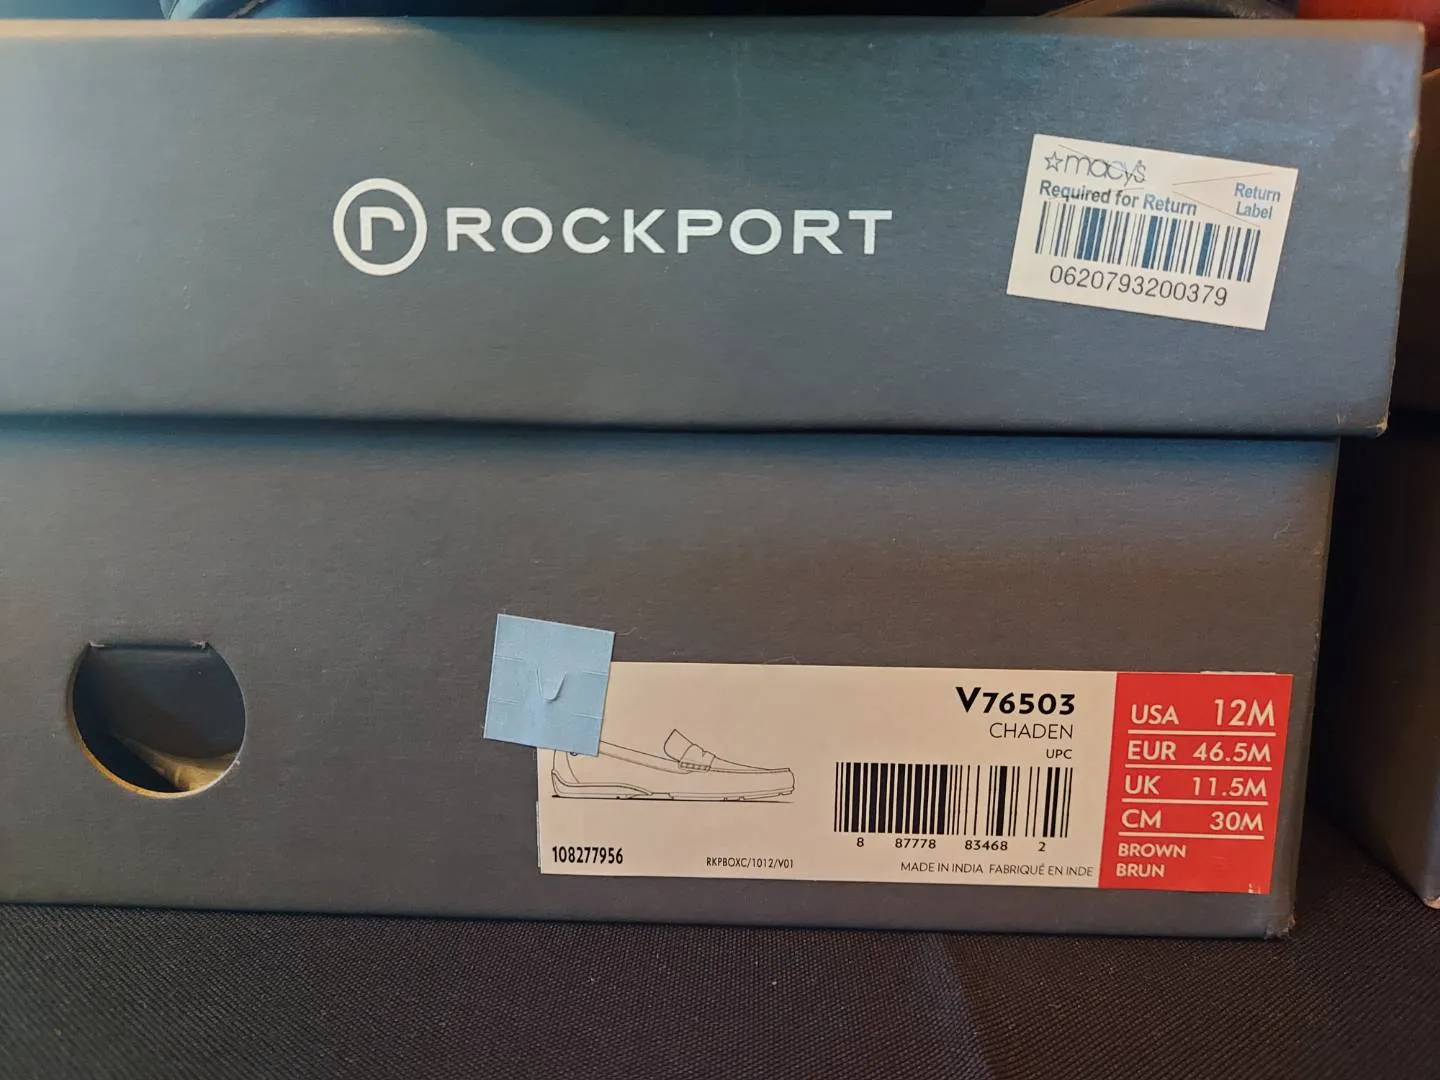 r ROCKPORT
macy's
Required for Return
Return
Label
0620793200379
V76503
CHADEN
UPC
8 87778 83468 2
108277956
RKPBOXC/1012/V01
MADE IN INDIA FABRIQUÉ EN INDE
USA 12M
EUR 46.5M
UK 11.5M
CM 30M
BROWN
BRUN